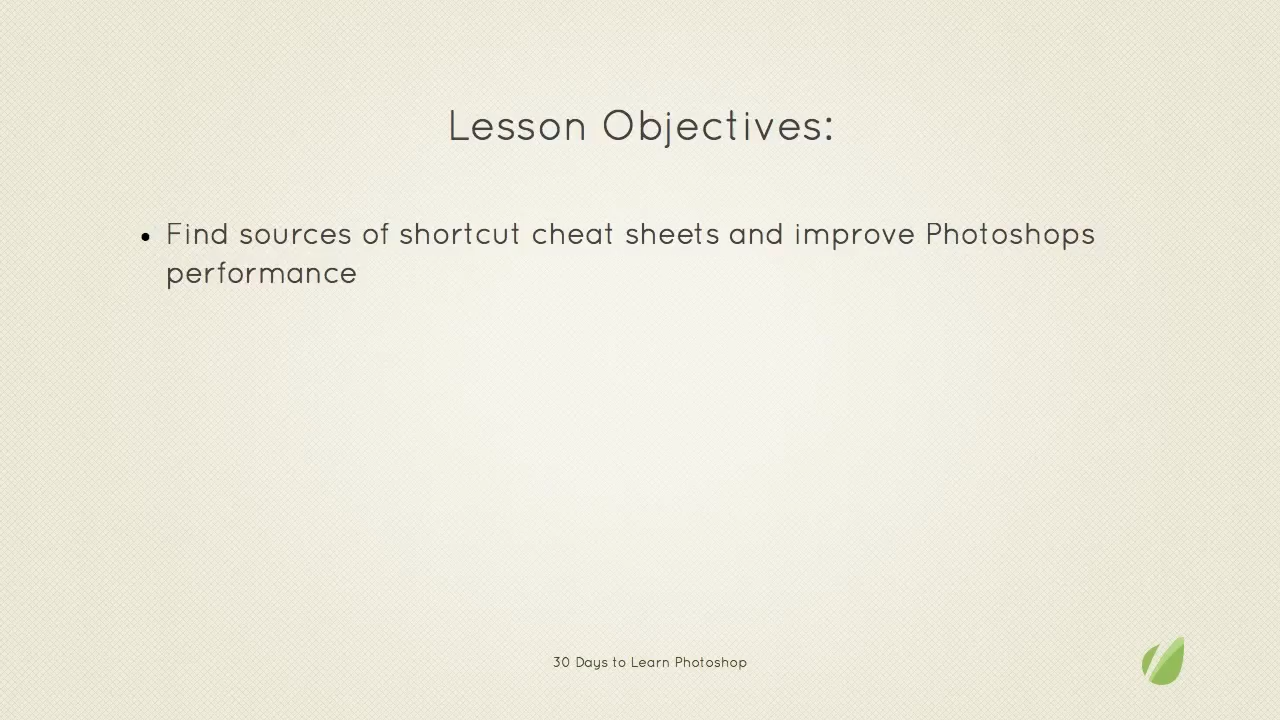 Lesson Objectives:
• Find sources of shortcut cheat sheets and improve Photoshops
performance
30 Days to Learn Photoshop